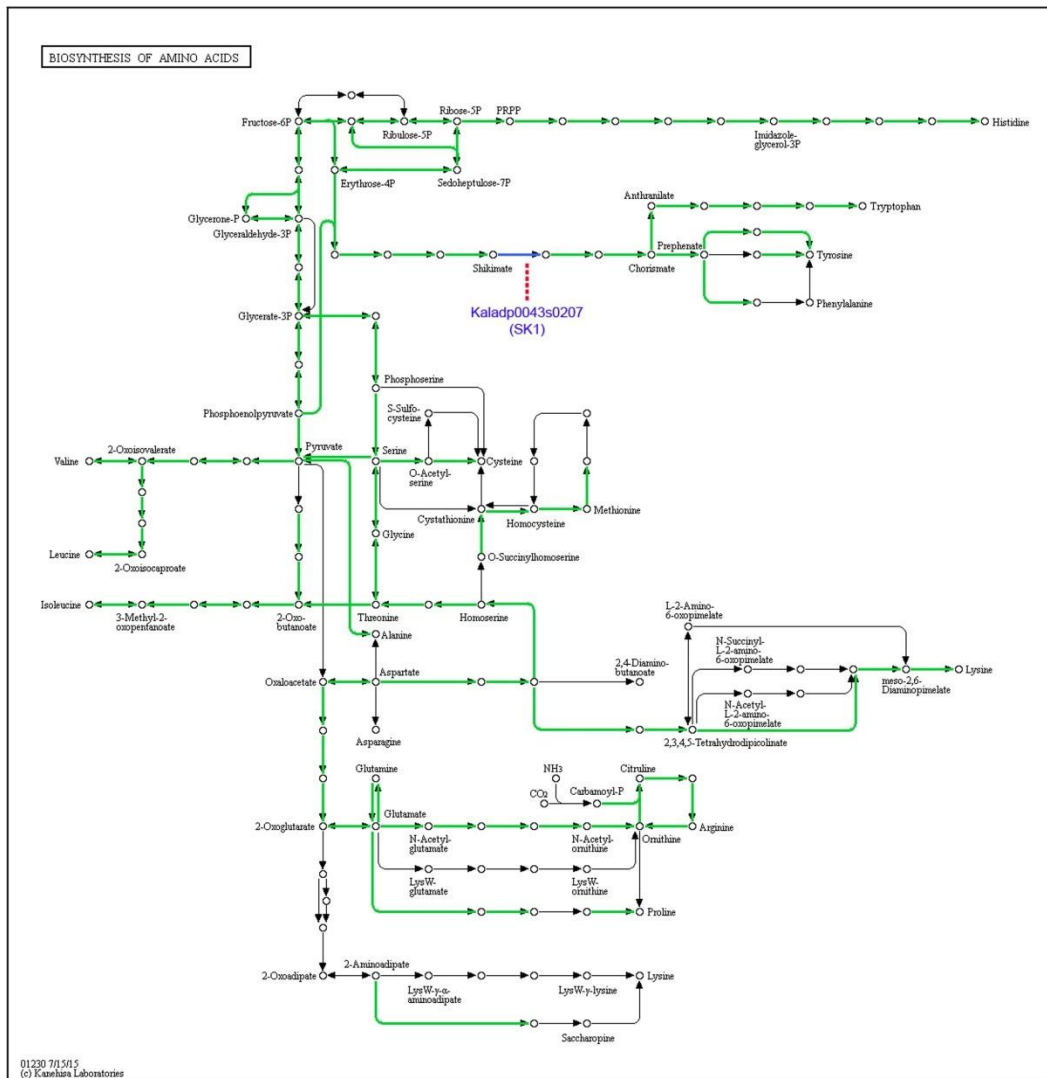 BIOSYNTHESIS OF AMINO ACIDS
Fructose-6P
Ribulose-5P
Ribose-5P
PRPP
Histidine
Imidazole-
glycerol-3P
Erythrose-4P
Sedoheptulose-7P
Anthranilate
Tryptophan
Glycerone-P
Glyceraldehyde-3P
Shikimate
Chorismate
Prephenate
Tyrosine
Phenylalanine
Kaladp0043s0207
(SK1)
Glycerate-3P
Phosphoserine
S-Sulfo-
cysteine
Phosphoenolpyruvate
Pyruvate
Serine
O-Acetyl-
serine
Cysteine
Valine
2-Oxoisovalerate
Cystathionine
Homocysteine
Methionine
Glycine
O-Succinylhomoserine
Leucine
2-Oxoisocaproate
Isoleucine
3-Methyl-2-
oxopentanoate
2-Oxo-
butanoate
Threonine
Homoserine
Alanine
L-2-Amino-
6-oxopimelate
N-Succinyl-
L-2-amino-
6-oxopimelate
2,4-Diamino-
butanoate
Oxaloacetate
Aspartate
Lysine
meso-2,6-
Diaminopimelate
N-Acetyl-
L-2-amino-
6-oxopimelate
Asparagine
2,3,4,5-Tetrahydrodipicolinate
Glutamine
NH3
CO2
Carbamoyl-P
Citruline
2-Oxoglutarate
Glutamate
N-Acetyl-
glutamate
N-Acetyl-
ornithine
Ornithine
Arginine
LysW-
glutamate
LysW-
ornithine
Proline
2-Oxoadipate
2-Aminoadipate
LysW-γ-α-
aminoadipate
LysW-γ-lysine
Lysine
Saccharopine
01230 7/15/15
(c) Kanehisa Laboratories